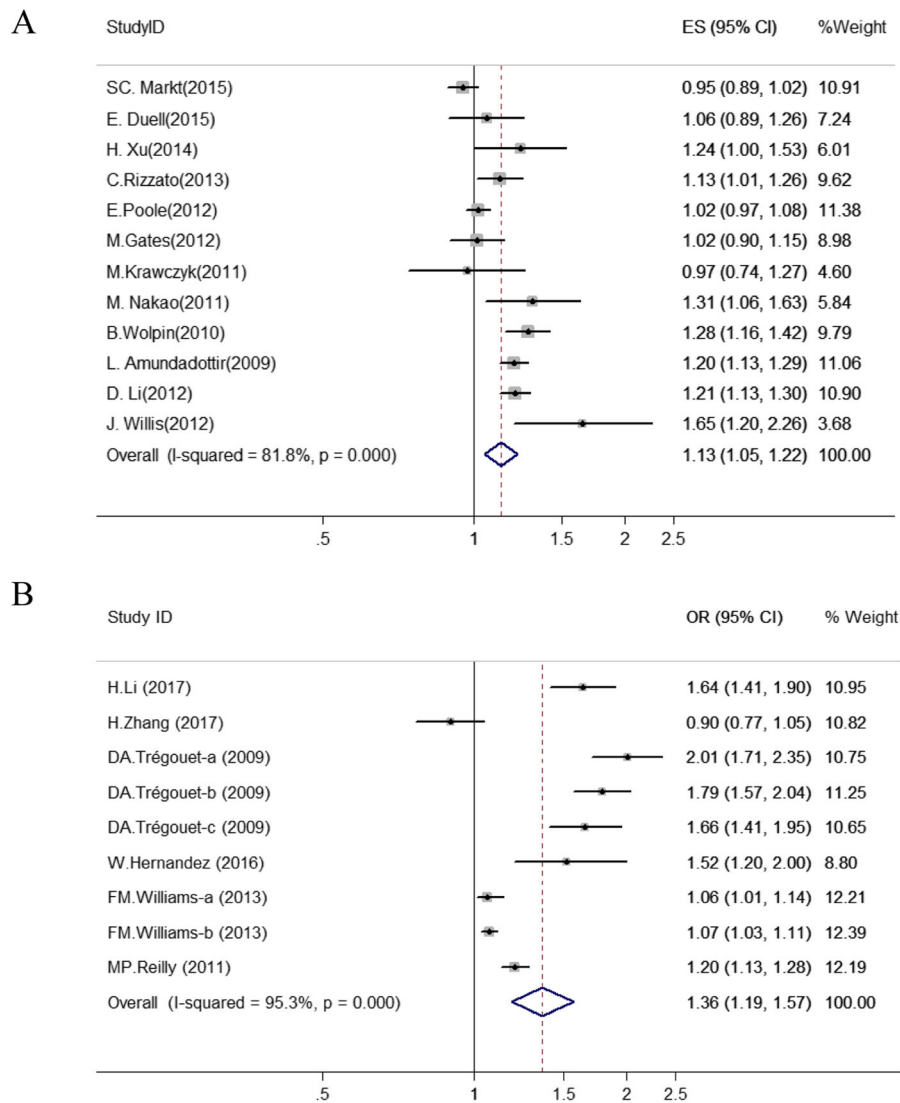 A
StudyID ES (95% CI) %Weight
SC. Markt(2015) 0.95 (0.89, 1.02) 10.91
E. Duell(2015) 1.06 (0.89, 1.26) 7.24
H. Xu(2014) 1.24 (1.00, 1.53) 6.01
C.Rizzato(2013) 1.13 (1.01, 1.26) 9.62
E.Poole(2012) 1.02 (0.97, 1.08) 11.38
M.Gates(2012) 1.02 (0.90, 1.15) 8.98
M.Krawczyk(2011) 0.97 (0.74, 1.27) 4.60
M. Nakao(2011) 1.31 (1.06, 1.63) 5.84
B.Wolpin(2010) 1.28 (1.16, 1.42) 9.79
L. Amundadottir(2009) 1.20 (1.13, 1.29) 11.06
D. Li(2012) 1.21 (1.13, 1.30) 10.90
J. Willis(2012) 1.65 (1.20, 2.26) 3.68
Overall (I-squared = 81.8%, p = 0.000) 1.13 (1.05, 1.22) 100.00
.5 1 1.5 2 2.5
B
Study ID OR (95% CI) % Weight
H.Li (2017) 1.64 (1.41, 1.90) 10.95
H.Zhang (2017) 0.90 (0.77, 1.05) 10.82
DA.Trégouet-a (2009) 2.01 (1.71, 2.35) 10.75
DA.Trégouet-b (2009) 1.79 (1.57, 2.04) 11.25
DA.Trégouet-c (2009) 1.66 (1.41, 1.95) 10.65
W.Hernandez (2016) 1.52 (1.20, 2.00) 8.80
FM.Williams-a (2013) 1.06 (1.01, 1.14) 12.21
FM.Williams-b (2013) 1.07 (1.03, 1.11) 12.39
MP.Reilly (2011) 1.20 (1.13, 1.28) 12.19
Overall (I-squared = 95.3%, p = 0.000) 1.36 (1.19, 1.57) 100.00
.5 1 1.5 2 2.5